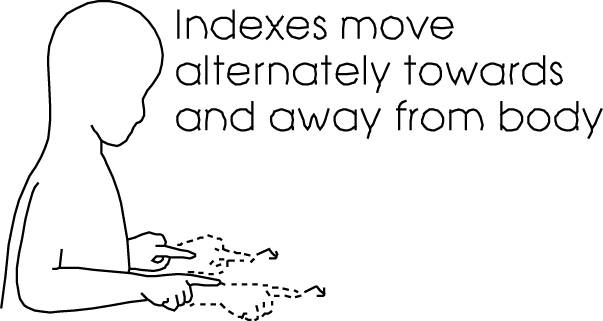 Indexes move
alternately towards
and away from body